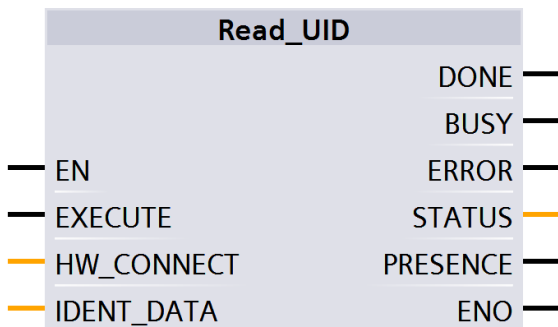 Read_UID
DONE
BUSY
EN ERROR
EXECUTE STATUS
HW_CONNECT PRESENCE
IDENT_DATA ENO